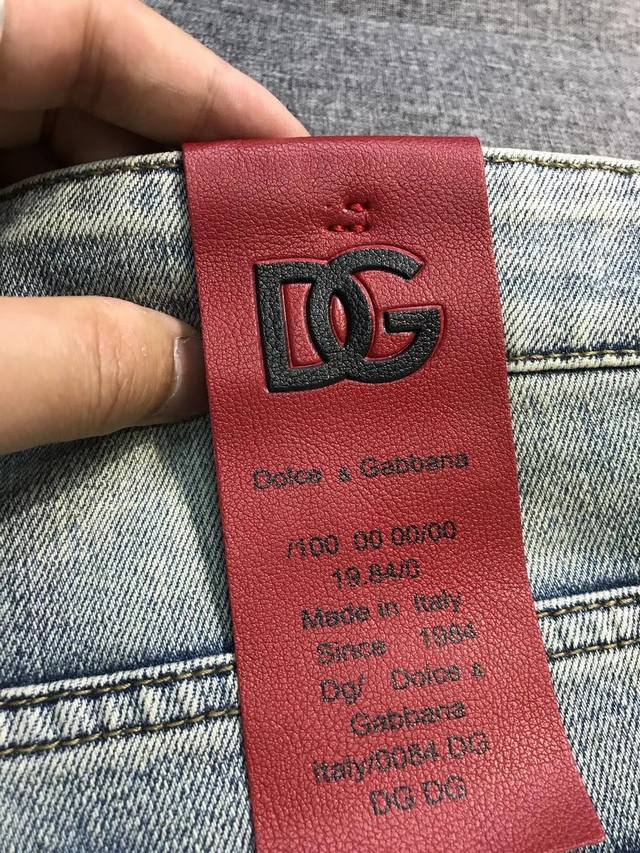 DG
Dolce & Gabbana
/100 00 00/00
19.84/0
Made in Italy
Since 1984
Dg/ Dolce &
Gabbana
Italy/0084.DG
DG DG